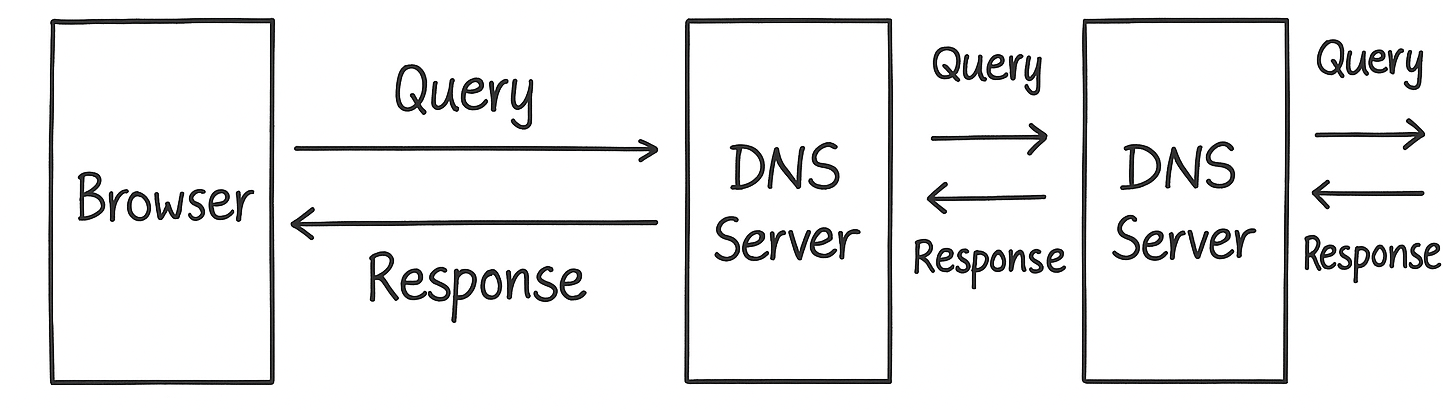 Browser
Query
Response
DNS
Server
Query
Response
DNS
Server
Query
Response